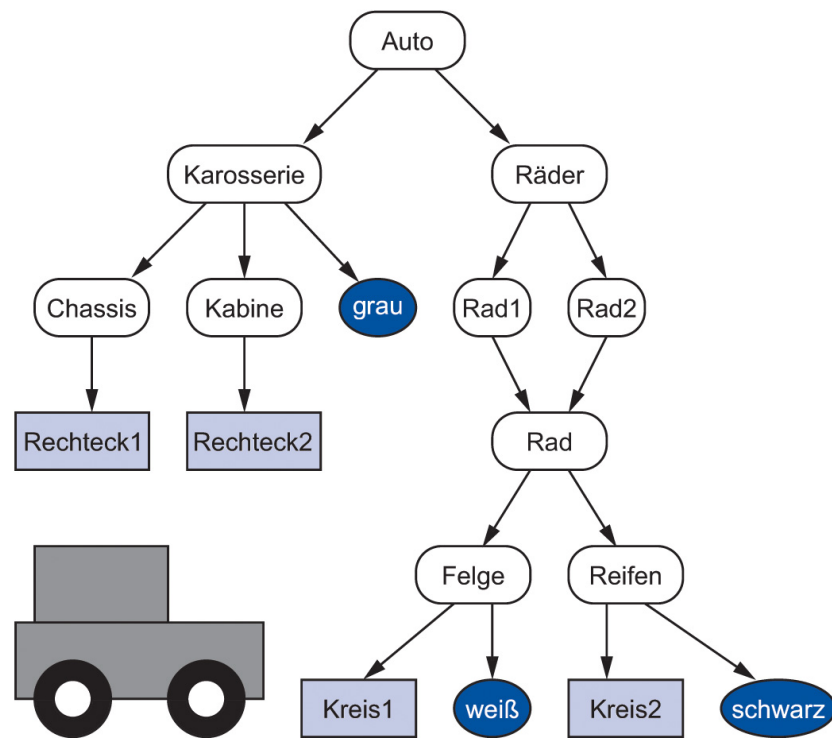 Auto
Karosserie
Räder
Chassis
Kabine
grau
Rad1
Rad2
Rechteck1
Rechteck2
Rad
Felge
Reifen
Kreis1
weiß
Kreis2
schwarz